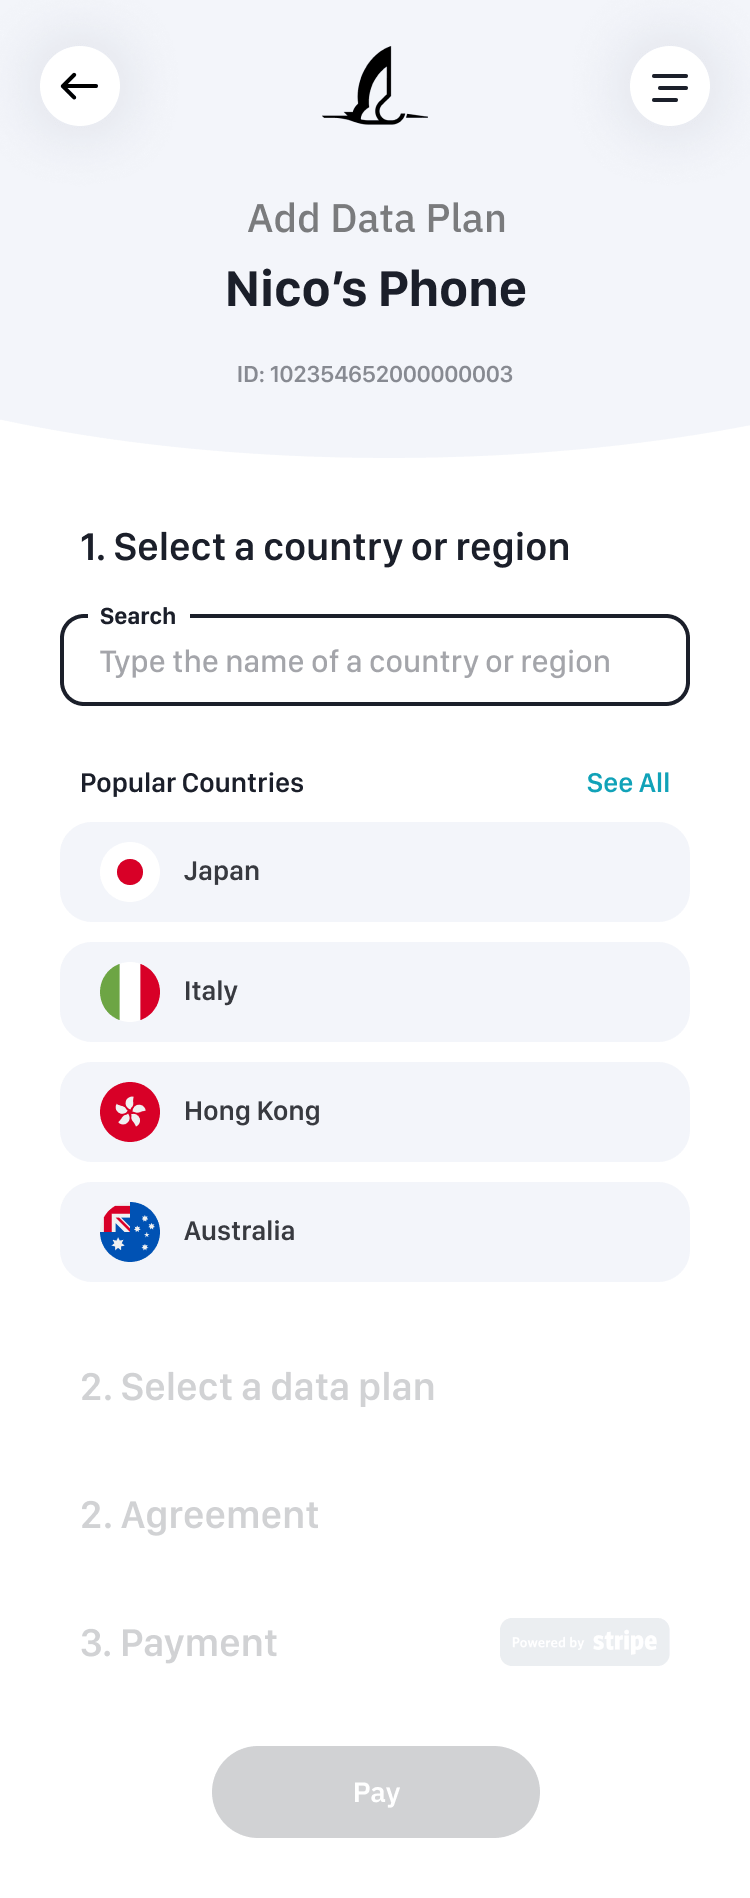 Add Data Plan
Nico’s Phone
ID: 102354652000000003
1. Select a country or region
Search
Type the name of a country or region
Popular Countries
See All
Japan
Italy
Hong Kong
Australia
2. Select a data plan
2. Agreement
3. Payment
Powered by stripe
Pay